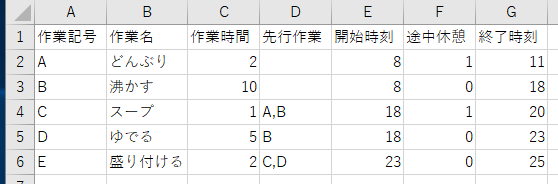 A B C D E F G
1 作業記号 作業名 作業時間 先行作業 開始時刻 途中休憩 終了時刻
2 A どんぶり 2 8 1 11
3 B 沸かす 10 8 0 18
4 C スープ 1 A,B 18 1 20
5 D ゆでる 5 B 18 0 23
6 E 盛り付ける 2 C,D 23 0 25